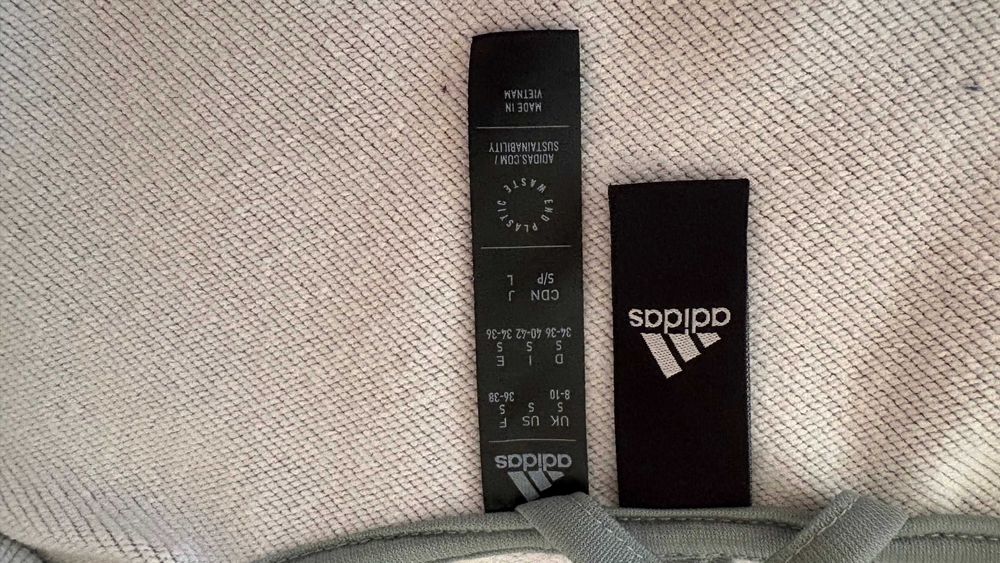 adidas
adidas
UK US F
S S S
8-10 36-38
D I E
S S S
34-36 40-42 34-36
CDN J
S/P L
END PLASTIC WASTE
ADIDAS.COM/
SUSTAINABILITY
MADE IN
VIETNAM